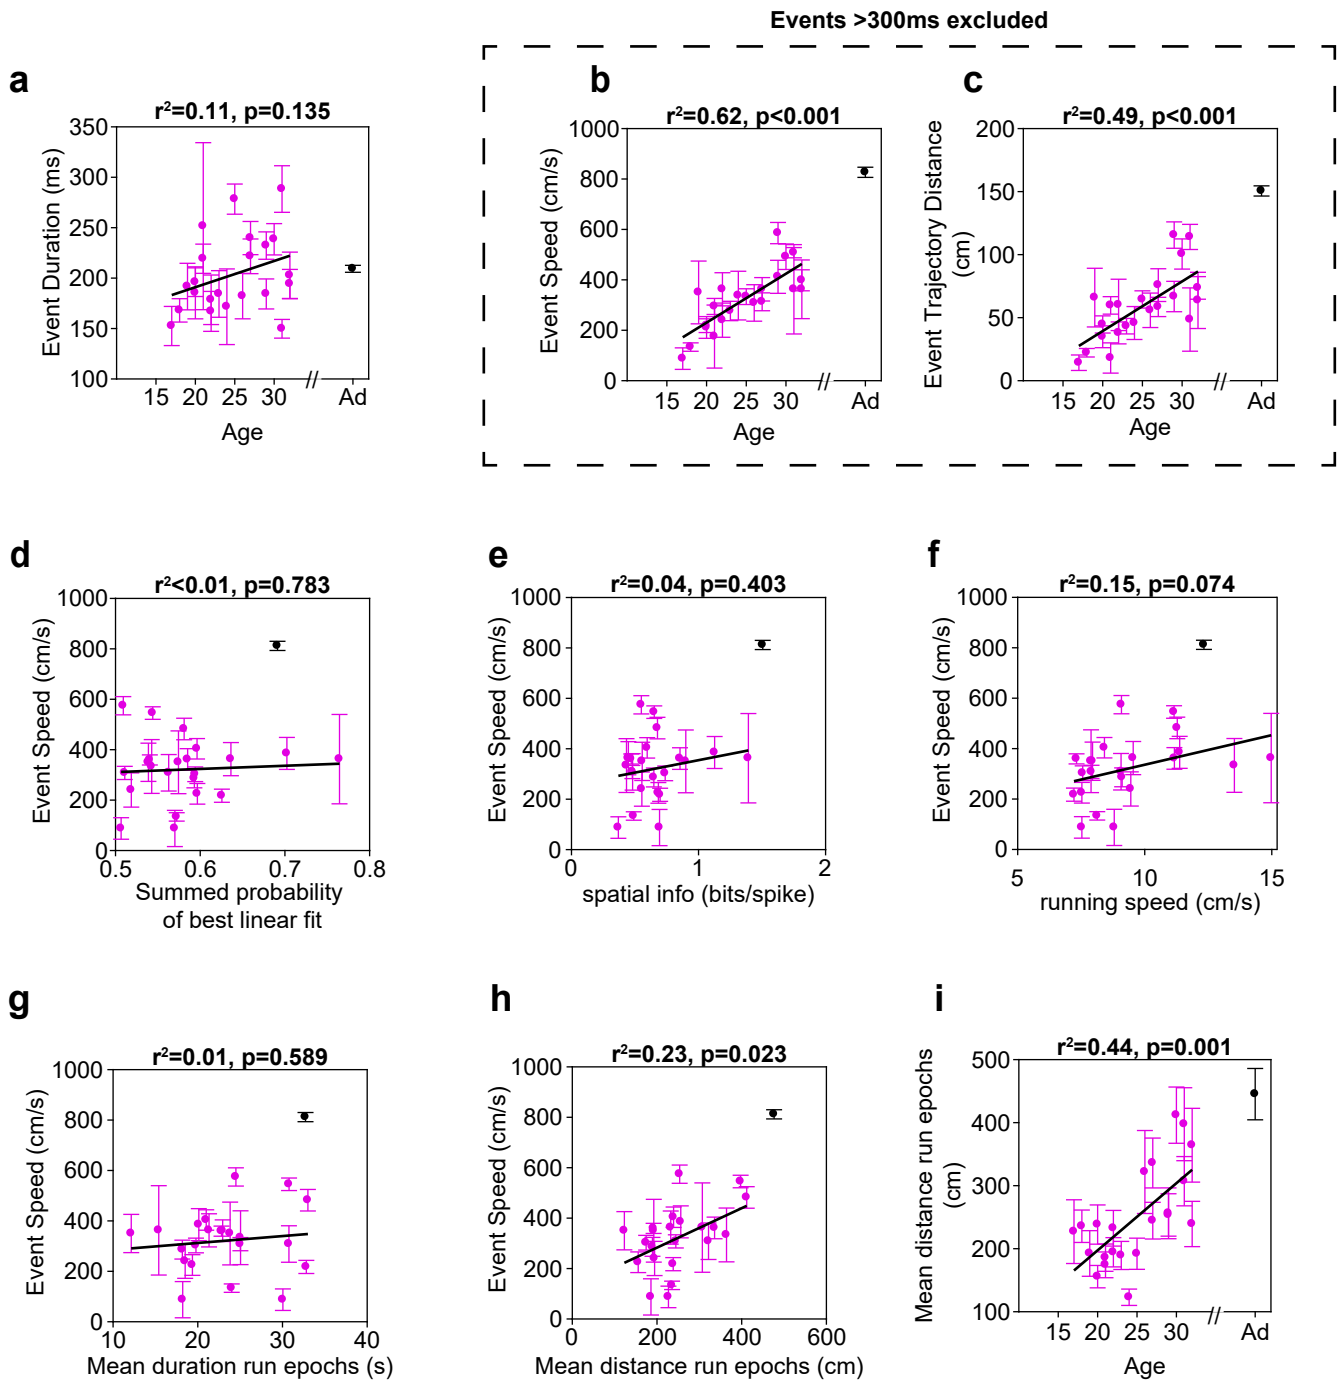 Events >300ms excluded
a
r²=0.11, p=0.135
Event Duration (ms)
350
300
250
200
150
100
15 20 25 30 // Ad
Age
b
r²=0.62, p<0.001
Event Speed (cm/s)
1000
800
600
400
200
0
15 20 25 30 // Ad
Age
c
r²=0.49, p<0.001
Event Trajectory Distance
(cm)
200
150
100
50
0
15 20 25 30 // Ad
Age
d
r²<0.01, p=0.783
Event Speed (cm/s)
1000
800
600
400
200
0
0.5 0.6 0.7 0.8
Summed probability
of best linear fit
e
r²=0.04, p=0.403
Event Speed (cm/s)
1000
800
600
400
200
0
0 1 2
spatial info (bits/spike)
f
r²=0.15, p=0.074
Event Speed (cm/s)
1000
800
600
400
200
0
5 10 15
running speed (cm/s)
g
r²=0.01, p=0.589
Event Speed (cm/s)
1000
800
600
400
200
0
10 20 30 40
Mean duration run epochs (s)
h
r²=0.23, p=0.023
Event Speed (cm/s)
1000
800
600
400
200
0
0 200 400 600
Mean distance run epochs (cm)
i
r²=0.44, p=0.001
Mean distance run epochs
(cm)
500
400
300
200
100
15 20 25 30 // Ad
Age